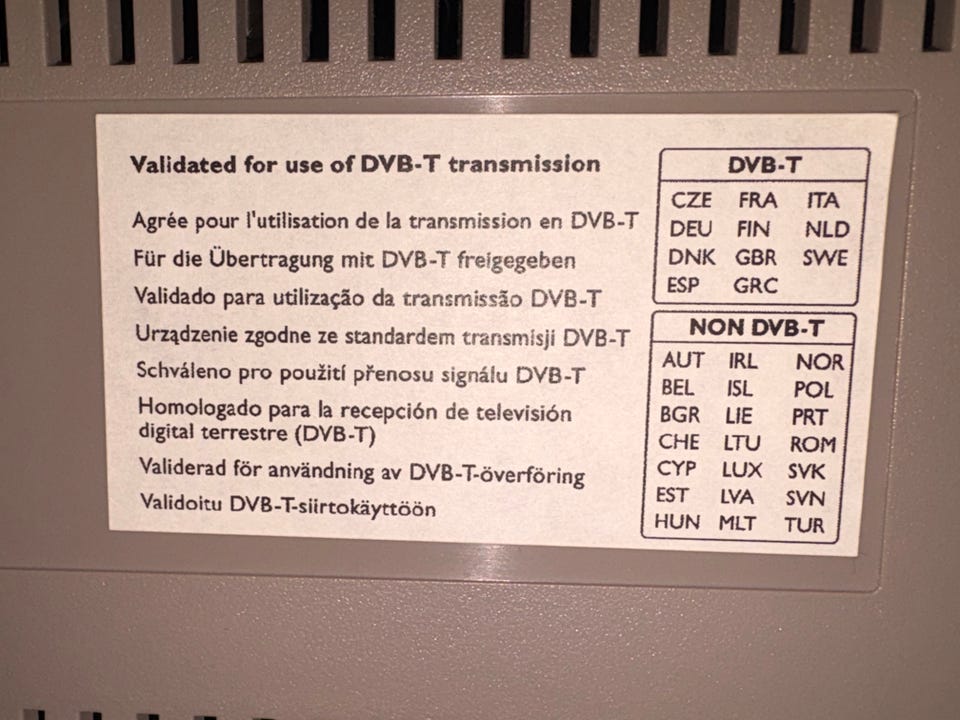 Validated for use of DVB-T transmission
Agrée pour l'utilisation de la transmission en DVB-T
Für die Übertragung mit DVB-T freigegeben
Validado para utilização da transmissão DVB-T
Urządzenie zgodne ze standardem transmisji DVB-T
Schváleno pro použití přenosu signálu DVB-T
Homologado para la recepción de televisión
digital terrestre (DVB-T)
Validerad för användning av DVB-T-överföring
Validoitu DVB-T-siirtokäyttöön
DVB-T
CZE FRA ITA
DEU FIN NLD
DNK GBR SWE
ESP GRC
NON DVB-T
AUT IRL NOR
BEL ISL POL
BGR LIE PRT
CHE LTU ROM
CYP LUX SVK
EST LVA SVN
HUN MLT TUR